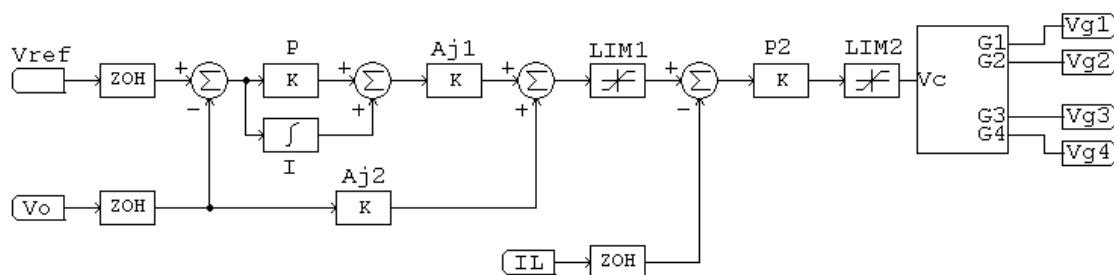 Vref
ZOH
+
−
Σ
P
K
+
+
Σ
I
∫
Aj1
K
+
+
Σ
LIM1
+
−
Σ
P2
K
LIM2
Vc
G1
G2
G3
G4
Vg1
Vg2
Vg3
Vg4
Vo
ZOH
Aj2
K
IL
ZOH